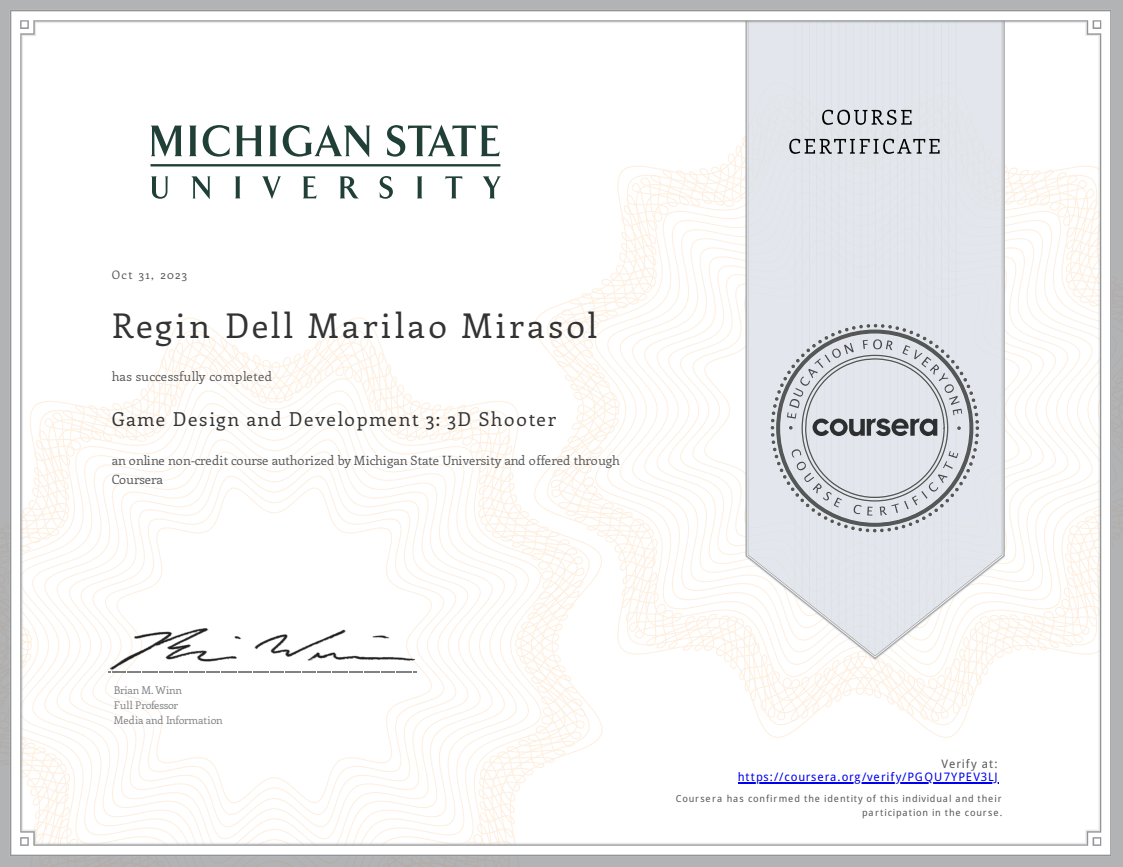 MICHIGAN STATE
UNIVERSITY
COURSE
CERTIFICATE
Oct 31, 2023
Regin Dell Marilao Mirasol
has successfully completed
Game Design and Development 3: 3D Shooter
an online non-credit course authorized by Michigan State University and offered through
Coursera
EDUCATION FOR EVERYONE
coursera
COURSE CERTIFICATE
Brian M. Winn
Full Professor
Media and Information
Verify at:
https://coursera.org/verify/PGQU7YPEV3LJ
Coursera has confirmed the identity of this individual and their
participation in the course.